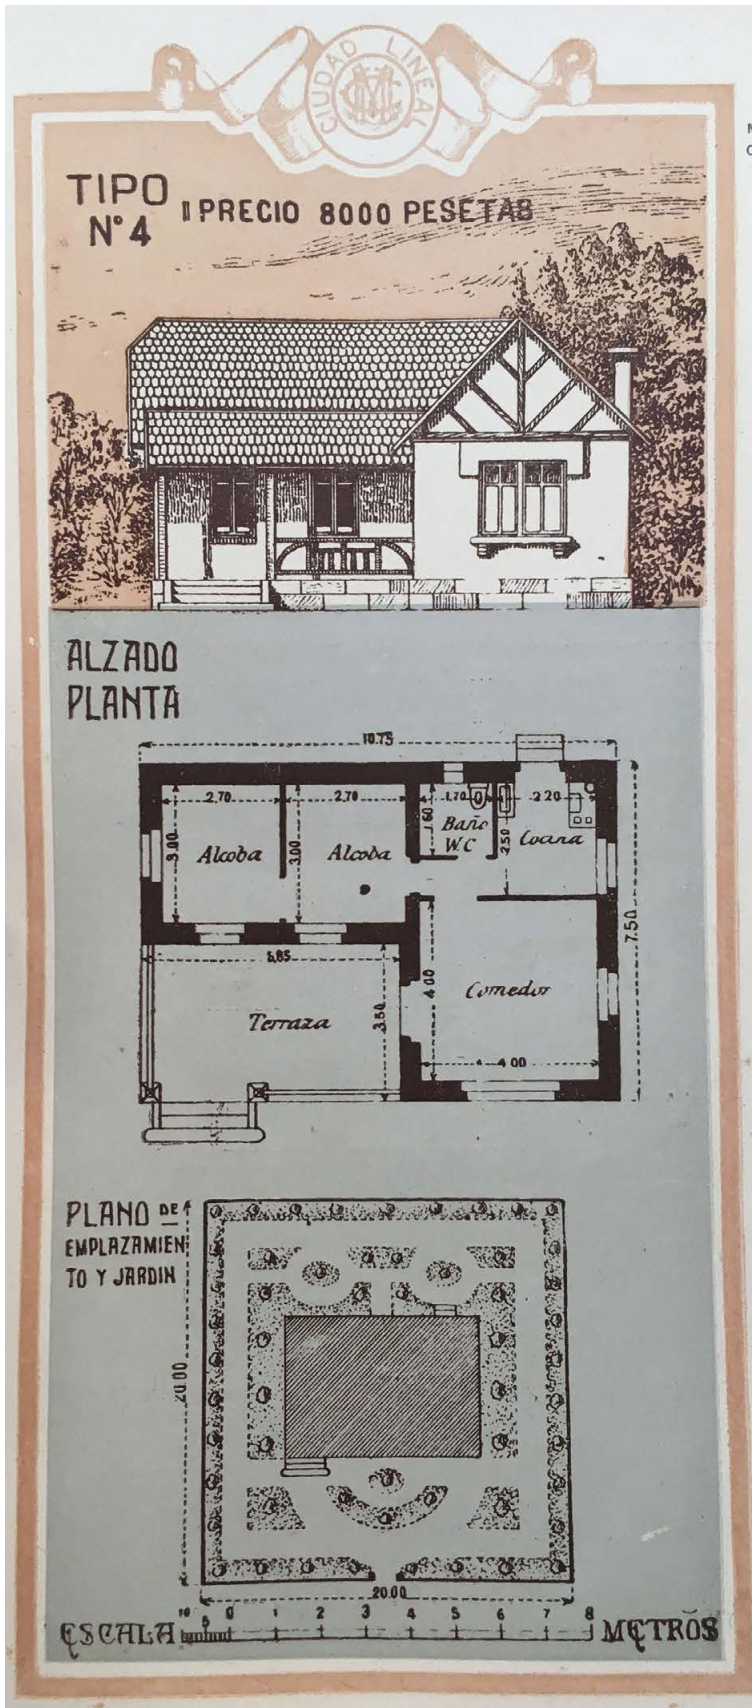 CIUDAD LINEAL
TIPO
Nº 4
PRECIO 8000 PESETAS
ALZADO
PLANTA
10.75
2.70
2.70
1.70
2.20
3.00
3.00
1.60
2.50
Alcoba
Alcoba
Baño
W.C
Cocina
7.50
5.85
4.00
Comedor
Terraza
3.50
4.00
PLANO DE
EMPLAZAMIEN
TO Y JARDIN
20.00
20.00
ESCALA
10 5 0 1 2 3 4 5 6 7 8
METROS